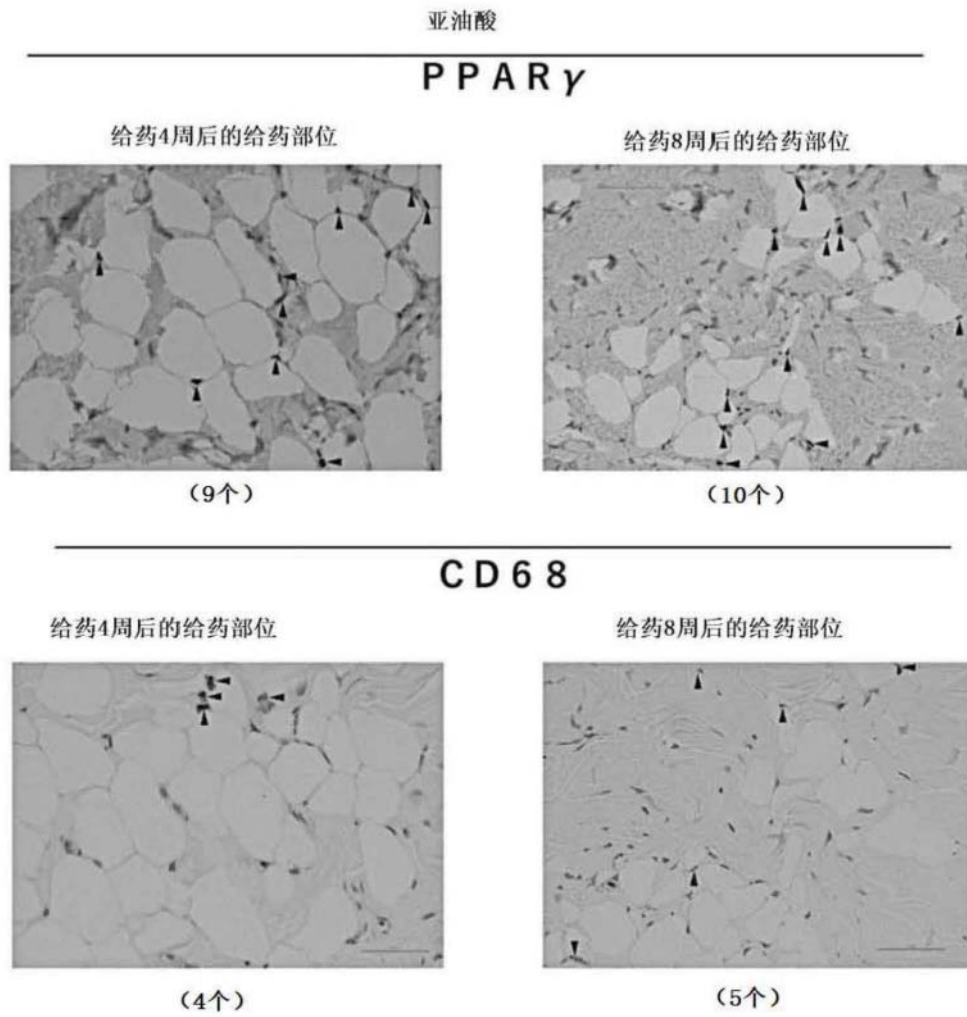 亚油酸
PPARγ
给药4周后的给药部位
给药8周后的给药部位
(9个)
(10个)
CD68
给药4周后的给药部位
给药8周后的给药部位
(4个)
(5个)